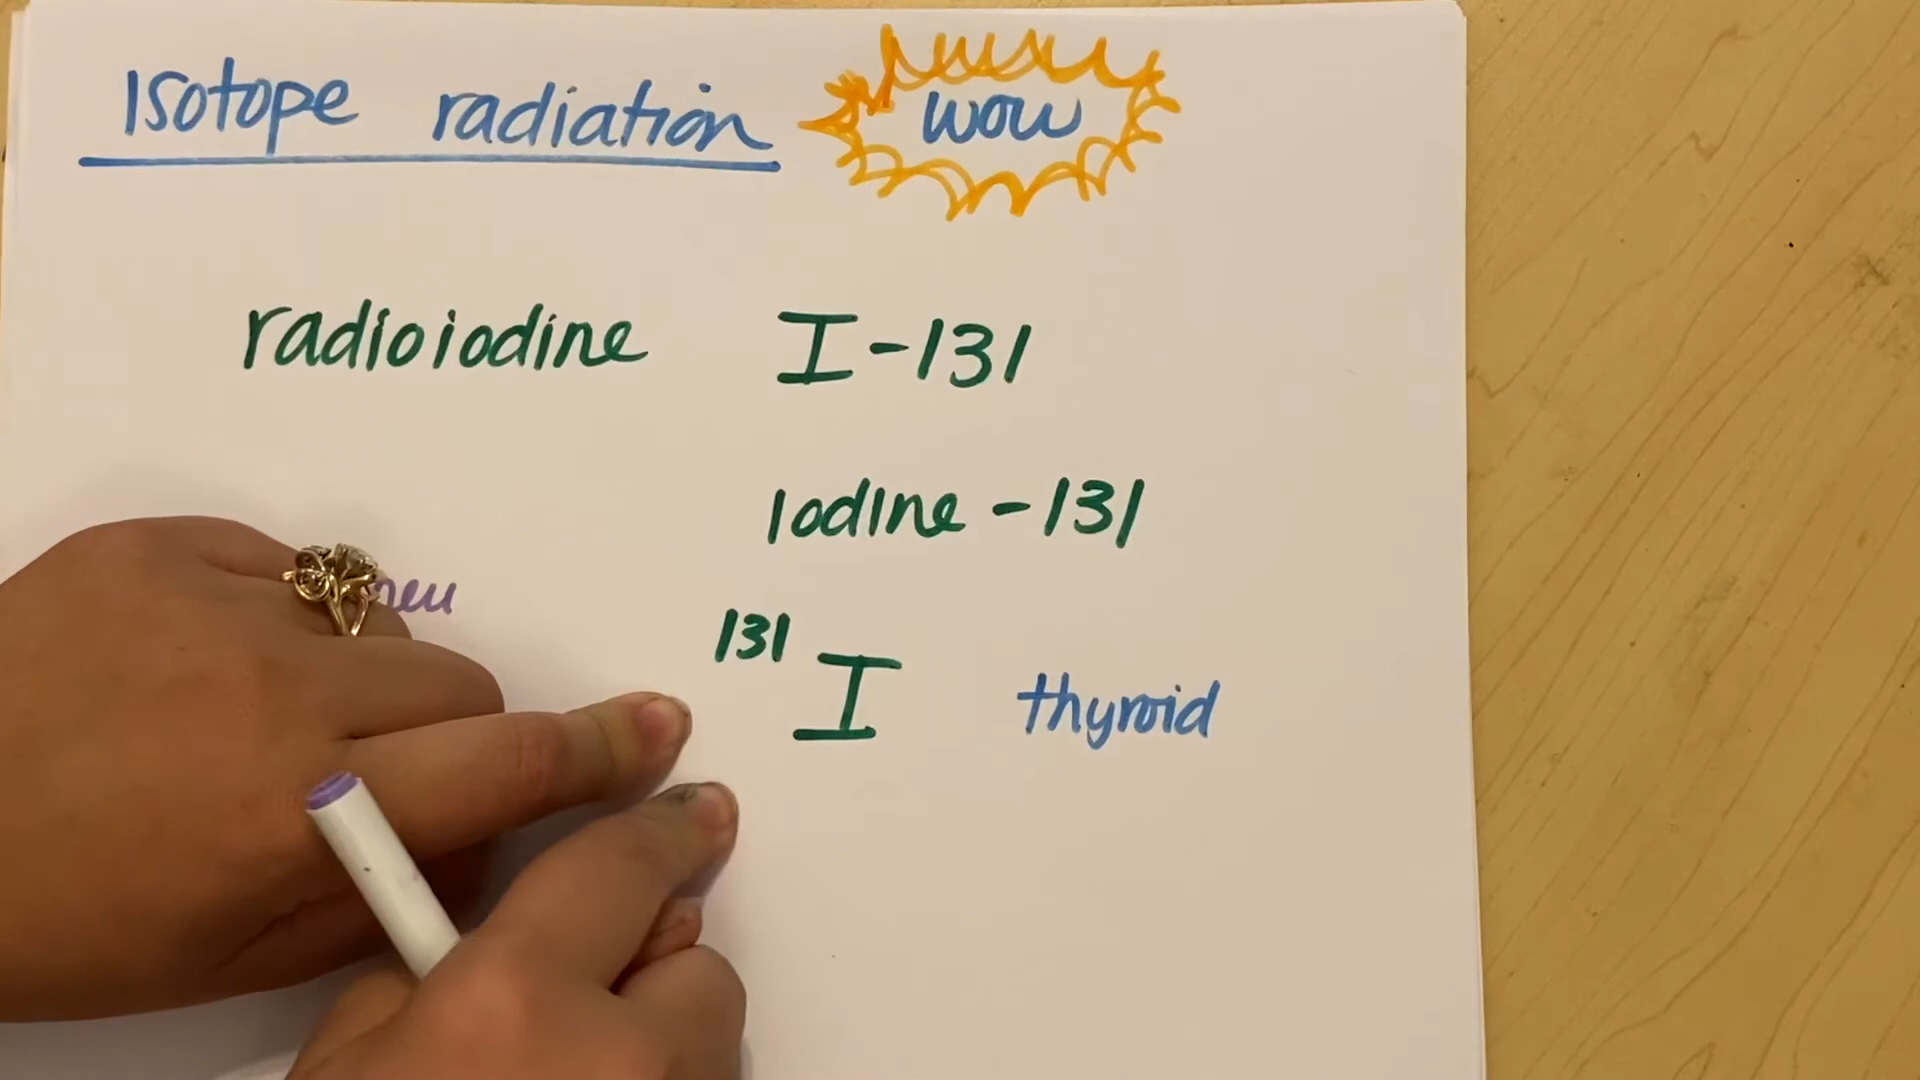 Isotope radiation wow
radioiodine I-131
Iodine-131
131
I thyroid